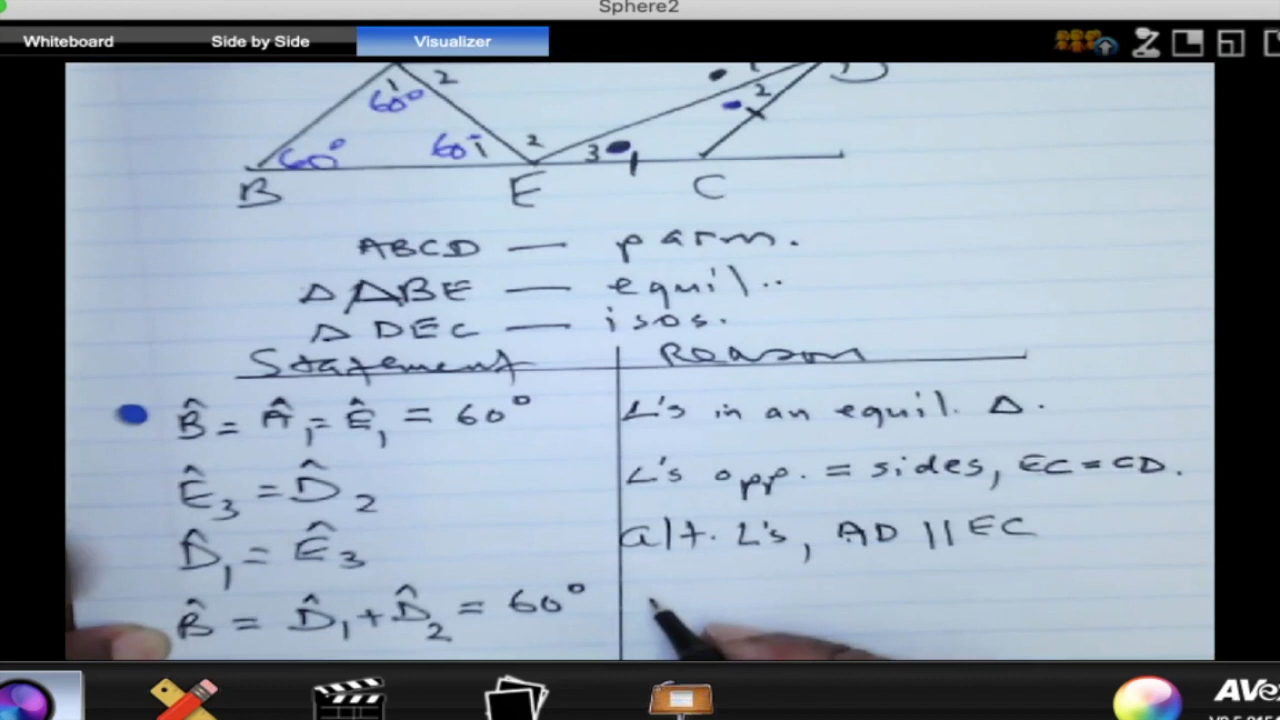 Sphere2
Whiteboard Side by Side Visualizer
1 2 1
60° 2
60° 60° 1 2 3
B E C D
ABCD — parm.
Δ ABE — equil..
Δ DEC — isos.
Statement Reason
B̂ = Â₁ = Ê₁ = 60° ∠'s in an equil. Δ.
Ê₃ = D̂₂ ∠'s opp. = sides, EC = CD.
D̂₁ = Ê₃ alt. ∠'s, AD || EC
B̂ = D̂₁ + D̂₂ = 60°